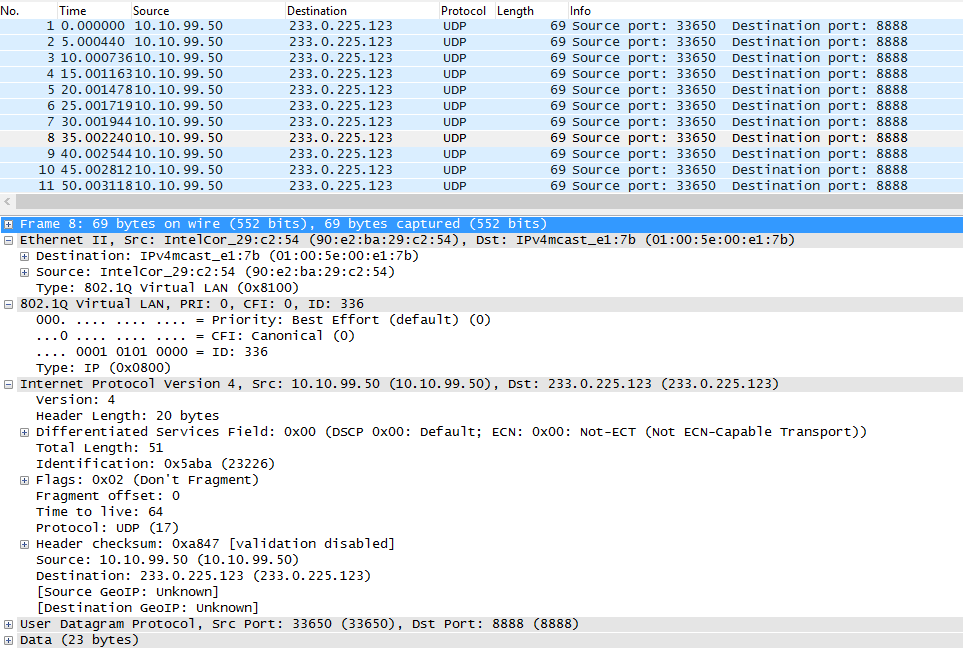 No. Time Source Destination Protocol Length Info
1 0.000000 10.10.99.50 233.0.225.123 UDP 69 Source port: 33650 Destination port: 8888
2 5.000440 10.10.99.50 233.0.225.123 UDP 69 Source port: 33650 Destination port: 8888
3 10.000736 10.10.99.50 233.0.225.123 UDP 69 Source port: 33650 Destination port: 8888
4 15.001163 10.10.99.50 233.0.225.123 UDP 69 Source port: 33650 Destination port: 8888
5 20.001478 10.10.99.50 233.0.225.123 UDP 69 Source port: 33650 Destination port: 8888
6 25.001719 10.10.99.50 233.0.225.123 UDP 69 Source port: 33650 Destination port: 8888
7 30.001944 10.10.99.50 233.0.225.123 UDP 69 Source port: 33650 Destination port: 8888
8 35.002240 10.10.99.50 233.0.225.123 UDP 69 Source port: 33650 Destination port: 8888
9 40.002544 10.10.99.50 233.0.225.123 UDP 69 Source port: 33650 Destination port: 8888
10 45.002812 10.10.99.50 233.0.225.123 UDP 69 Source port: 33650 Destination port: 8888
11 50.003118 10.10.99.50 233.0.225.123 UDP 69 Source port: 33650 Destination port: 8888
Frame 8: 69 bytes on wire (552 bits), 69 bytes captured (552 bits)
Ethernet II, Src: IntelCor_29:c2:54 (90:e2:ba:29:c2:54), Dst: IPv4mcast_e1:7b (01:00:5e:00:e1:7b)
Destination: IPv4mcast_e1:7b (01:00:5e:00:e1:7b)
Source: IntelCor_29:c2:54 (90:e2:ba:29:c2:54)
Type: 802.1Q Virtual LAN (0x8100)
802.1Q Virtual LAN, PRI: 0, CFI: 0, ID: 336
000. .... .... .... = Priority: Best Effort (default) (0)
...0 .... .... .... = CFI: Canonical (0)
.... 0001 0101 0000 = ID: 336
Type: IP (0x0800)
Internet Protocol Version 4, Src: 10.10.99.50 (10.10.99.50), Dst: 233.0.225.123 (233.0.225.123)
Version: 4
Header Length: 20 bytes
Differentiated Services Field: 0x00 (DSCP 0x00: Default; ECN: 0x00: Not-ECT (Not ECN-Capable Transport))
Total Length: 51
Identification: 0x5aba (23226)
Flags: 0x02 (Don't Fragment)
Fragment offset: 0
Time to live: 64
Protocol: UDP (17)
Header checksum: 0xa847 [validation disabled]
Source: 10.10.99.50 (10.10.99.50)
Destination: 233.0.225.123 (233.0.225.123)
[Source GeoIP: Unknown]
[Destination GeoIP: Unknown]
User Datagram Protocol, Src Port: 33650 (33650), Dst Port: 8888 (8888)
Data (23 bytes)